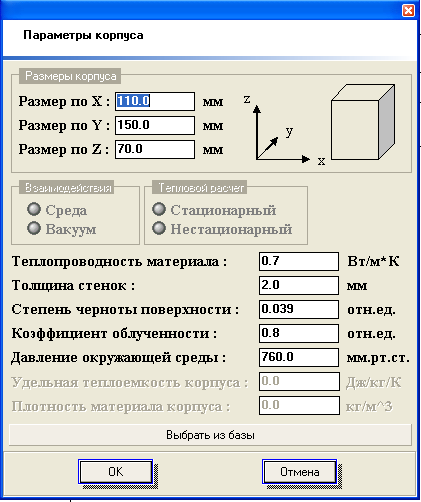 Параметры корпуса
Размеры корпуса
Размер по X : 110.0 мм
Размер по Y : 150.0 мм
Размер по Z : 70.0 мм
z
y
x
Взаимодействия
Среда
Вакуум
Тепловой расчет
Стационарный
Нестационарный
Теплопроводность материала : 0.7 Вт/м*К
Толщина стенок : 2.0 мм
Степень черноты поверхности : 0.039 отн.ед.
Коэффициент облученности : 0.8 отн.ед.
Давление окружающей среды : 760.0 мм.рт.ст.
Удельная теплоемкость корпуса : 0.0 Дж/кг/К
Плотность материала корпуса : 0.0 кг/м^3
Выбрать из базы
OK
Отмена